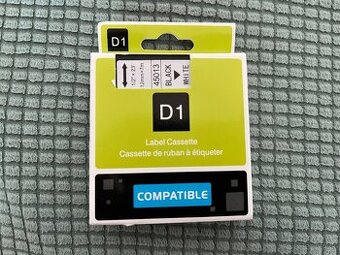 D1
1/2" × 23'
12mm×7m
45013
BLACK
WHITE
D1
Label Cassette
Cassette de ruban à étiqueter
COMPATIBLE